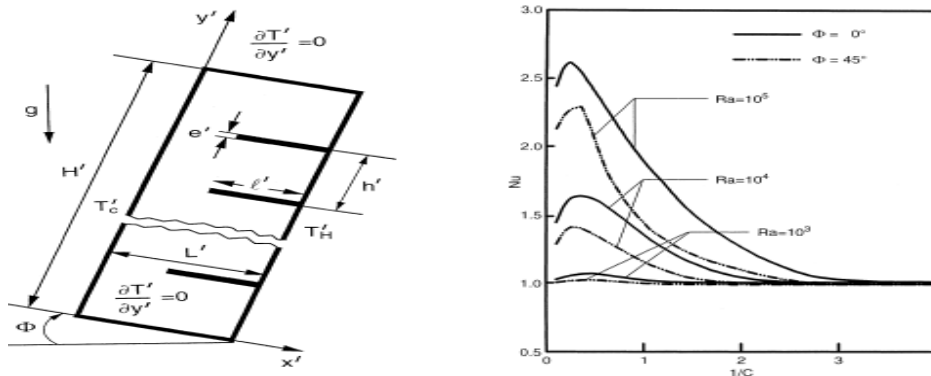 y'
∂T'/∂y' =0
g
e'
H'
h'
ℓ'
T'C
T'H
L'
∂T'/∂y' =0
Φ
x'
3.0
2.5
2.0
1.5
1.0
0.5
Nu
Φ = 0°
Φ = 45°
Ra=10⁵
Ra=10⁴
Ra=10³
0 1 2 3
1/C